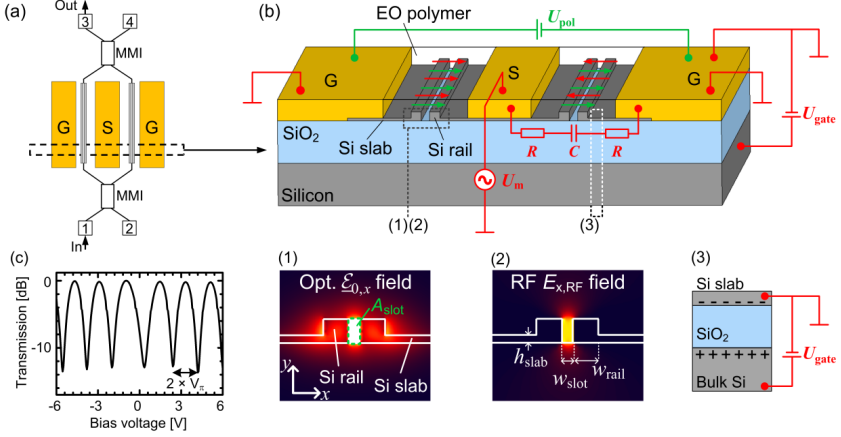 (a)
Out
3
4
MMI
G
S
G
MMI
1
2
In
(b)
EO polymer
U_pol
G
S
G
SiO₂
Si slab
Si rail
R
C
R
U_gate
U_m
Silicon
(1)
(2)
(3)
(c)
Transmission [dB]
0
-10
2 × V_π
-6
-3
0
3
6
Bias voltage [V]
(1)
Opt. ℰ_0,x field
A_slot
Si rail
Si slab
y
x
(2)
RF E_x,RF field
h_slab
w_slot
w_rail
(3)
Si slab
- - - - -
SiO₂
+ + + + + +
Bulk Si
U_gate